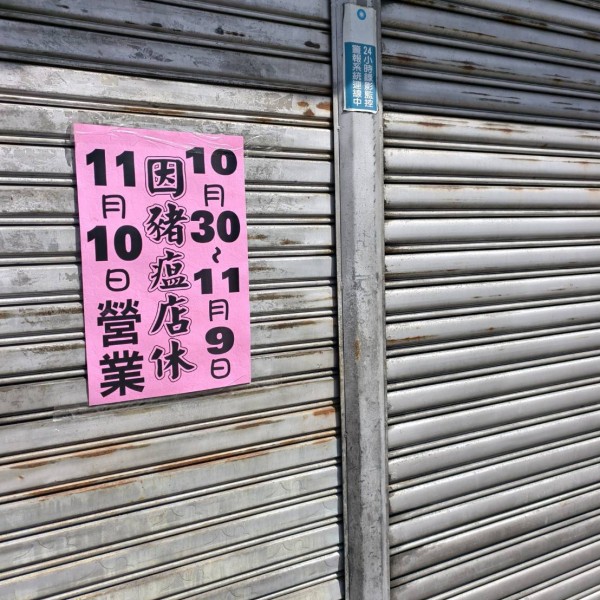 10月30~11月9日
因豬瘟店休
11月10日營業
24小時錄影監控
警報系統連線中